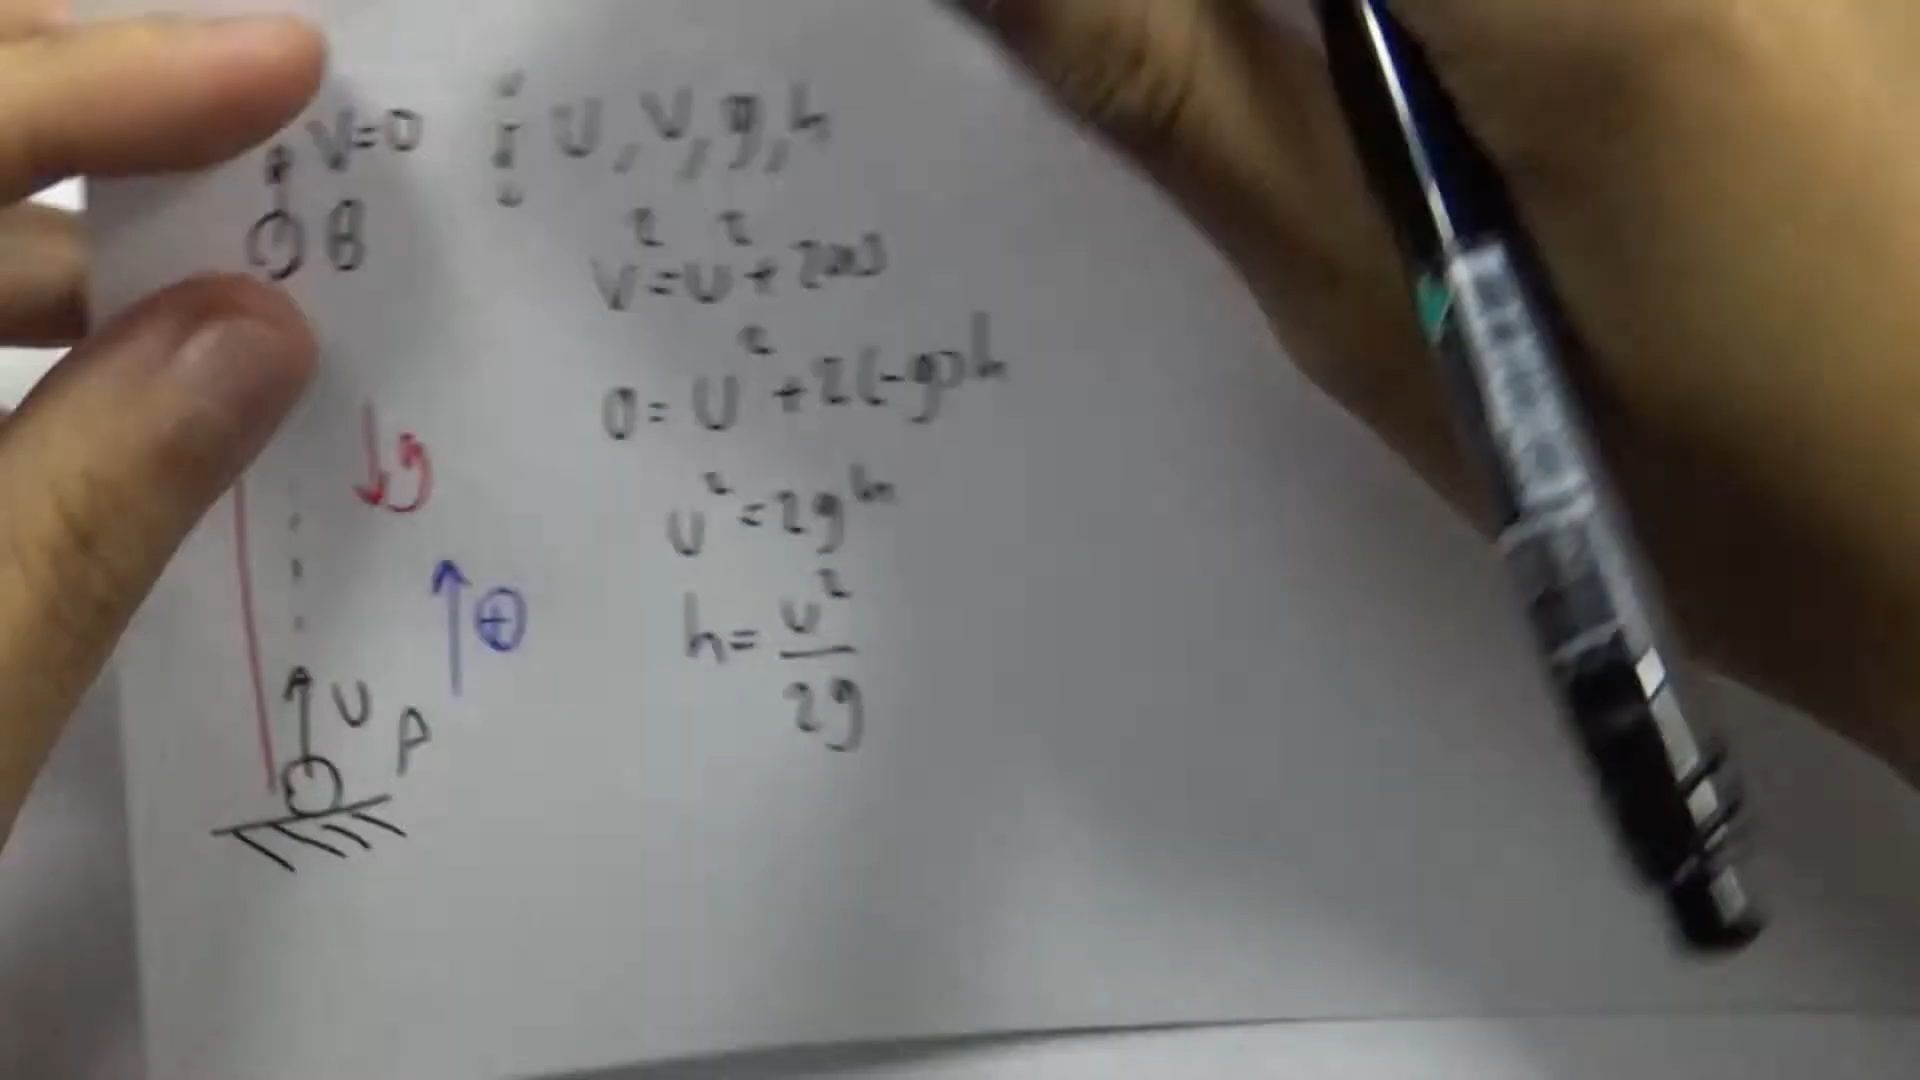 V=0
B
g
⊕
U
A
U, V, g, h
V²=U²+2as
0=U²+2(-g)h
U²=2gh
h=U²/2g